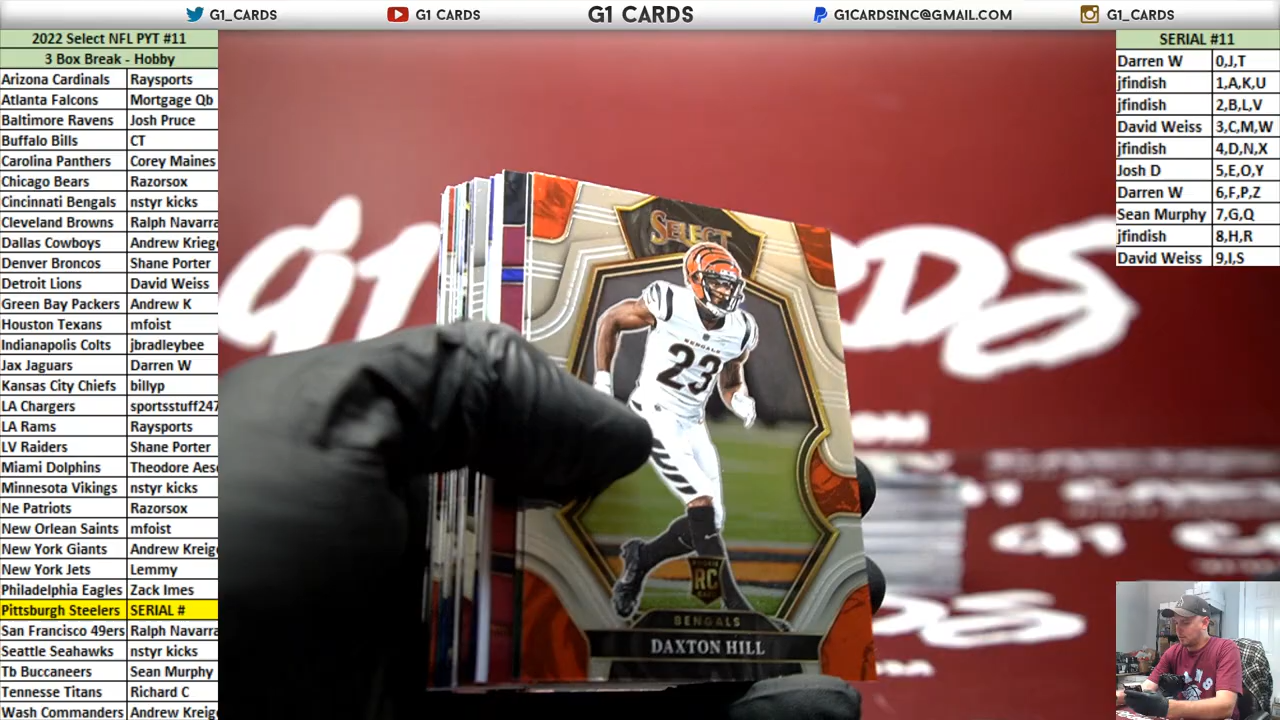 G1_CARDS
G1 CARDS
G1 CARDS
G1CARDSINC@GMAIL.COM
G1_CARDS
2022 Select NFL PYT #11
3 Box Break - Hobby
Arizona Cardinals Raysports
Atlanta Falcons Mortgage Qb
Baltimore Ravens Josh Pruce
Buffalo Bills CT
Carolina Panthers Corey Maines
Chicago Bears Razorsox
Cincinnati Bengals nstyr kicks
Cleveland Browns Ralph Navarra
Dallas Cowboys Andrew Krieg
Denver Broncos Shane Porter
Detroit Lions David Weiss
Green Bay Packers Andrew K
Houston Texans mfoist
Indianapolis Colts jbradleybee
Jax Jaguars Darren W
Kansas City Chiefs billyp
LA Chargers sportsstuff247
LA Rams Raysports
LV Raiders Shane Porter
Miami Dolphins Theodore Aes
Minnesota Vikings nstyr kicks
Ne Patriots Razorsox
New Orlean Saints mfoist
New York Giants Andrew Kreig
New York Jets Lemmy
Philadelphia Eagles Zack Imes
Pittsburgh Steelers SERIAL #
San Francisco 49ers Ralph Navarra
Seattle Seahawks nstyr kicks
Tb Buccaneers Sean Murphy
Tennesse Titans Richard C
Wash Commanders Andrew Kreig
SERIAL #11
Darren W 0,J,T
jfindish 1,A,K,U
jfindish 2,B,L,V
David Weiss 3,C,M,W
jfindish 4,D,N,X
Josh D 5,E,O,Y
Darren W 6,F,P,Z
Sean Murphy 7,G,Q
jfindish 8,H,R
David Weiss 9,I,S
SELECT
BENGALS
23
RC
BENGALS
DAXTON HILL
G1 CARDS